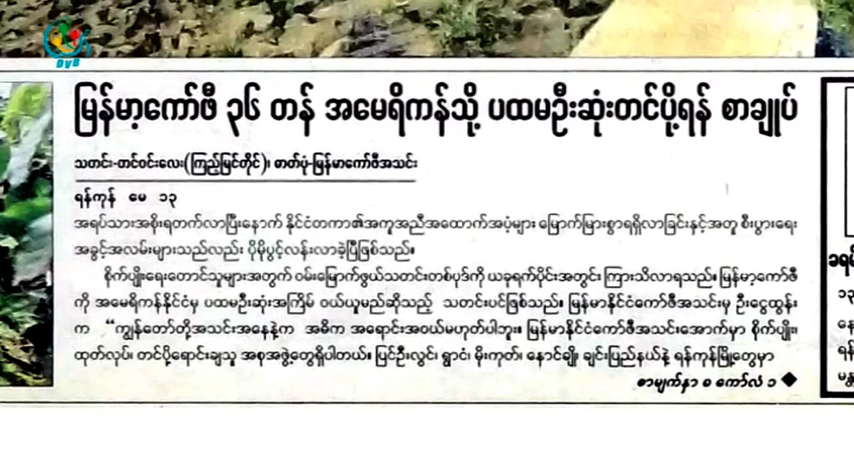 DVB
မြန်မာ့ကော်ဖီ ၃၆ တန် အမေရိကန်သို့ ပထမဦးဆုံးတင်ပို့ရန် စာချုပ်
သတင်း-တင်ဝင်းလေး(ကြည့်မြင်တိုင်)၊ ဓာတ်ပုံ-မြန်မာကော်ဖီအသင်း
ရန်ကုန် မေ ၁၃
အရပ်သားအစိုးရတက်လာပြီးနောက် နိုင်ငံတကာ၏အကူအညီအထောက်အပံ့များ မြောက်မြားစွာရရှိလာခြင်းနှင့်အတူ စီးပွားရေး
အခွင့်အလမ်းများသည်လည်း ပိုမိုပွင့်လန်းလာခဲ့ပြီဖြစ်သည်။
စိုက်ပျိုးရေးတောင်သူများအတွက် ဝမ်းမြောက်ဖွယ်သတင်းတစ်ပုဒ်ကို ယခုရက်ပိုင်းအတွင်း ကြားသိလာရသည်။ မြန်မာ့ကော်ဖီ
ကို အမေရိကန်နိုင်ငံမှ ပထမဦးဆုံးအကြိမ် ဝယ်ယူမည်ဆိုသည့် သတင်းပင်ဖြစ်သည်။ မြန်မာနိုင်ငံကော်ဖီအသင်းမှ ဦးငွေထွန်း
က “ကျွန်တော်တို့အသင်းအနေနဲ့က အဓိက အရောင်းအဝယ်မဟုတ်ပါဘူး။ မြန်မာနိုင်ငံကော်ဖီအသင်းအောက်မှာ စိုက်ပျိုး၊
ထုတ်လုပ်၊ တင်ပို့ရောင်းချသူ အစုအဖွဲ့တွေရှိပါတယ်။ ပြင်ဦးလွင်၊ ရွာငံ၊ မိုးကုတ်၊ နောင်ချို၊ ချင်းပြည်နယ်နဲ့ ရန်ကုန်မြို့တွေမှာ
စာမျက်နှာ ၈ ကော်လံ ၁ ◆